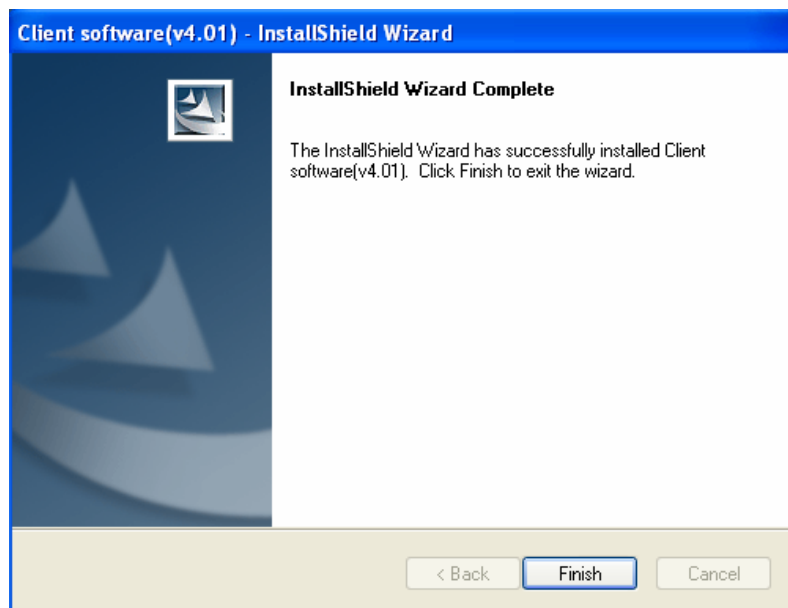 Client software(v4.01) - InstallShield Wizard
InstallShield Wizard Complete
The InstallShield Wizard has successfully installed Client
software(v4.01).  Click Finish to exit the wizard.
< Back
Finish
Cancel